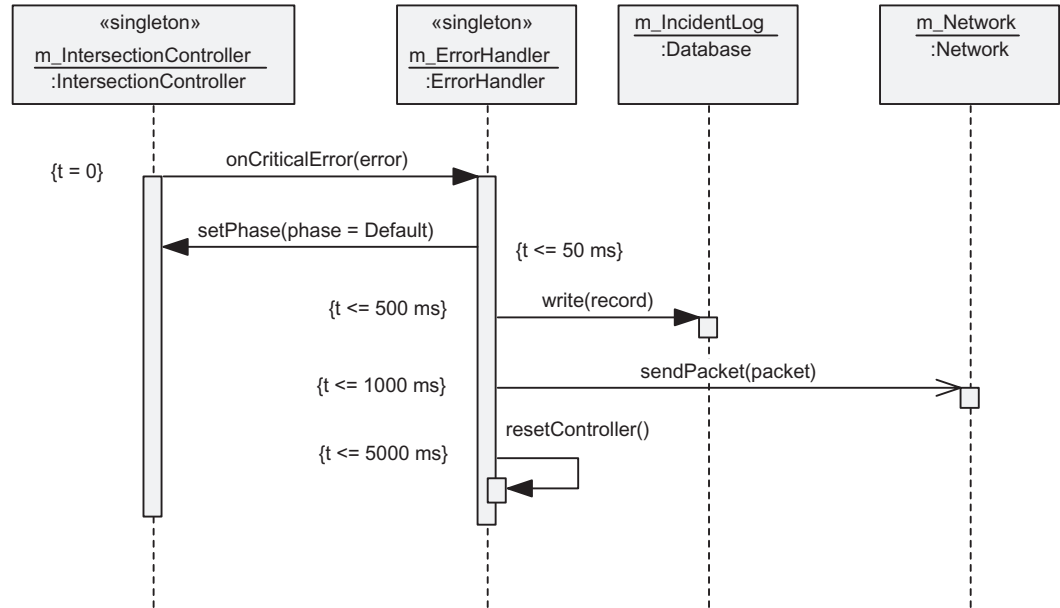 «singleton»
m_IntersectionController
:IntersectionController
«singleton»
m_ErrorHandler
:ErrorHandler
m_IncidentLog
:Database
m_Network
:Network
{t = 0}
onCriticalError(error)
setPhase(phase = Default)
{t <= 50 ms}
{t <= 500 ms}
write(record)
{t <= 1000 ms}
sendPacket(packet)
resetController()
{t <= 5000 ms}